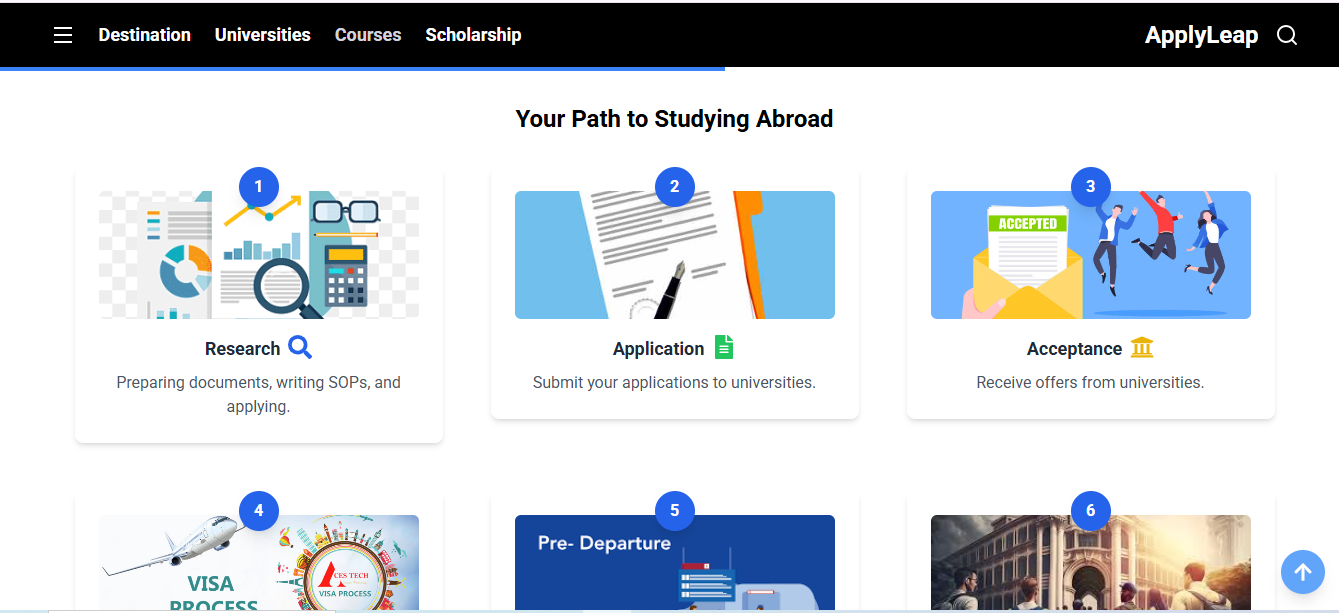 Destination Universities Courses Scholarship ApplyLeap
Your Path to Studying Abroad
1
2
3
ACCEPTED
Research
Preparing documents, writing SOPs, and
applying.
Application
Submit your applications to universities.
Acceptance
Receive offers from universities.
4
VISA
PROCESS
ACES TECH
VISA PROCESS
5
Pre- Departure
6